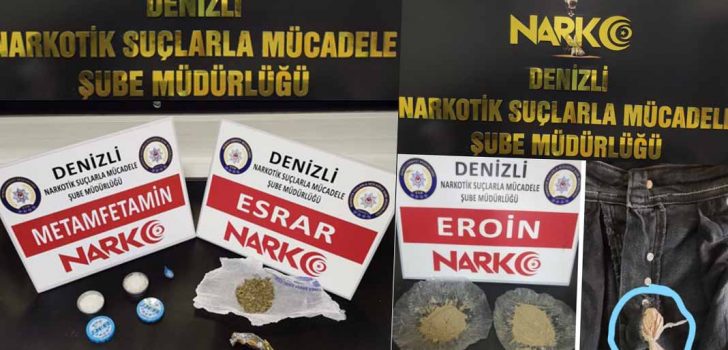 DENİZLİ
NARKOTİK SUÇLARLA MÜCADELE
ŞUBE MÜDÜRLÜĞÜ
DENİZLİ
NARKOTİK SUÇLARLA MÜCADELE
ŞUBE MÜDÜRLÜĞÜ
METAMFETAMİN
NARKO
DENİZLİ
NARKOTİK SUÇLARLA MÜCADELE
ŞUBE MÜDÜRLÜĞÜ
ESRAR
NARKO
NARKO
DENİZLİ
NARKOTİK SUÇLARLA MÜCADELE
ŞUBE MÜDÜRLÜĞÜ
DENİZLİ
NARKOTİK SUÇLARLA MÜCADELE
ŞUBE MÜDÜRLÜĞÜ
EROİN
NARKO